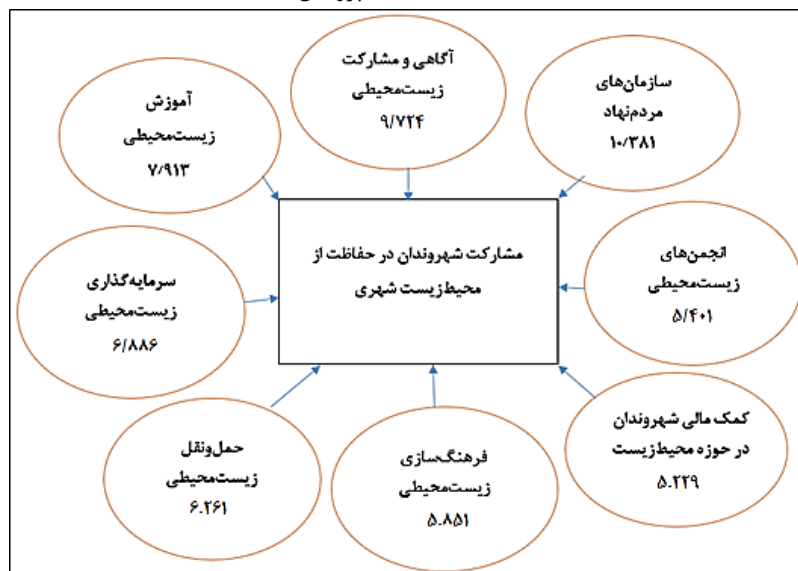 سازمان‌های
مردم‌نهاد
۱۰/۳۸۱
آگاهی و مشارکت
زیست‌محیطی
۹/۷۲۴
آموزش
زیست‌محیطی
۷/۹۱۳
مشارکت شهروندان در حفاظت از
محیط‌زیست شهری
انجمن‌های
زیست‌محیطی
۵/۴۰۱
سرمایه‌گذاری
زیست‌محیطی
۶/۸۸۶
کمک مالی شهروندان
در حوزه محیط‌زیست
۵.۲۲۹
فرهنگ‌سازی
زیست‌محیطی
۵.۸۵۱
حمل‌ونقل
زیست‌محیطی
۶.۲۶۱